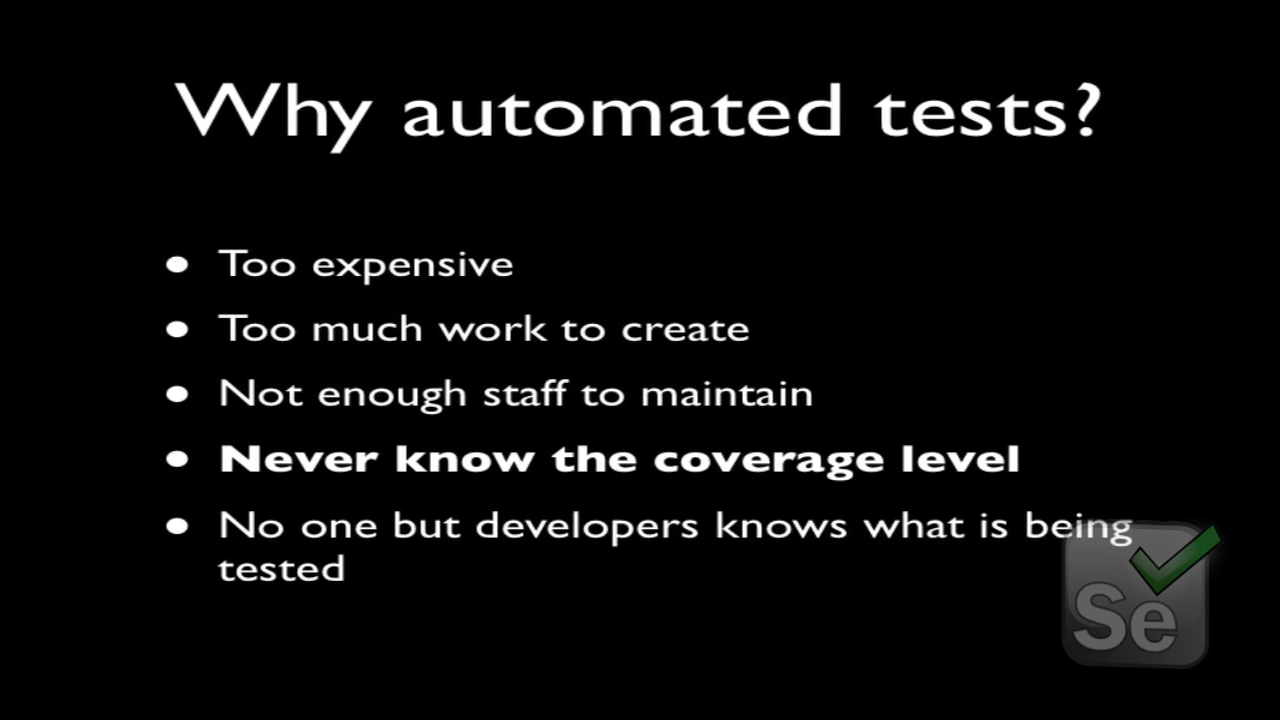 Why automated tests?
• Too expensive
• Too much work to create
• Not enough staff to maintain
• Never know the coverage level
• No one but developers knows what is being
tested
Se